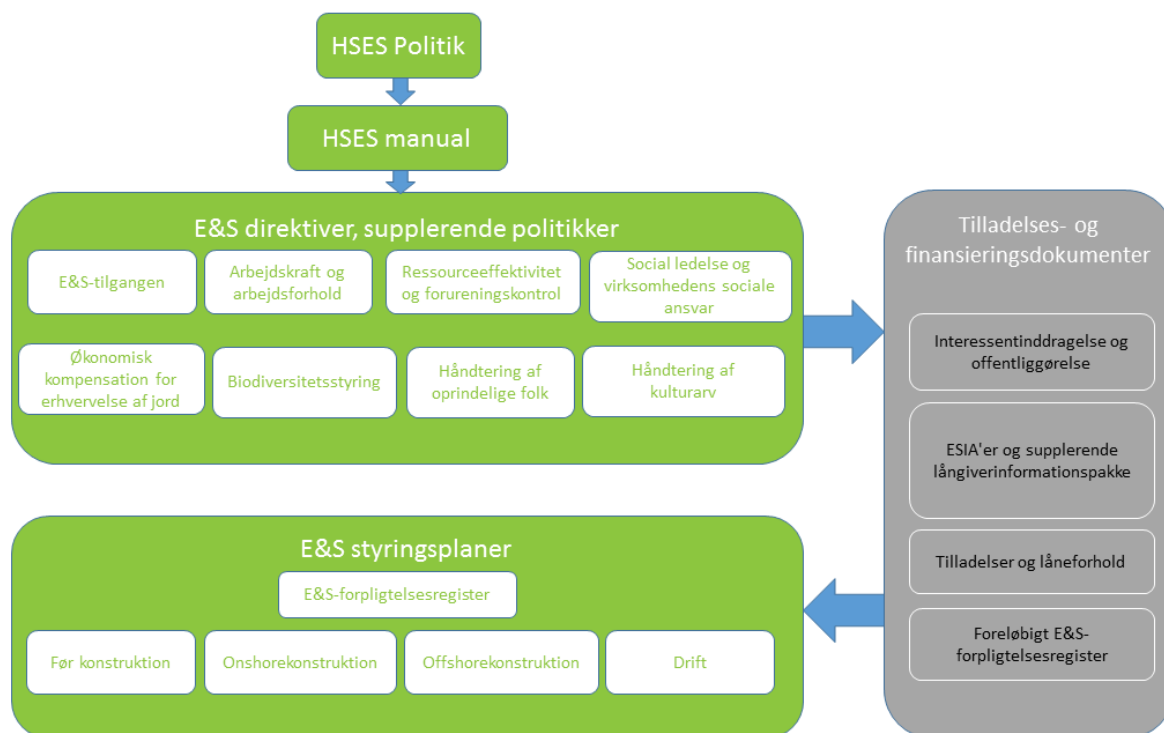 HSES Politik
HSES manual
E&S direktiver, supplerende politikker
E&S-tilgangen
Arbejdskraft og
arbejdsforhold
Ressourceeffektivitet
og forureningskontrol
Social ledelse og
virksomhedens sociale
ansvar
Økonomisk
kompensation for
erhvervelse af jord
Biodiversitetsstyring
Håndtering af
oprindelige folk
Håndtering af
kulturarv
Tilladelses- og
finansieringsdokumenter
Interessentinddragelse og
offentliggørelse
ESIA'er og supplerende
långiverinformationspakke
Tilladelser og låneforhold
Foreløbigt E&S-
forpligtelsesregister
E&S styringsplaner
E&S-forpligtelsesregister
Før konstruktion
Onshorekonstruktion
Offshorekonstruktion
Drift